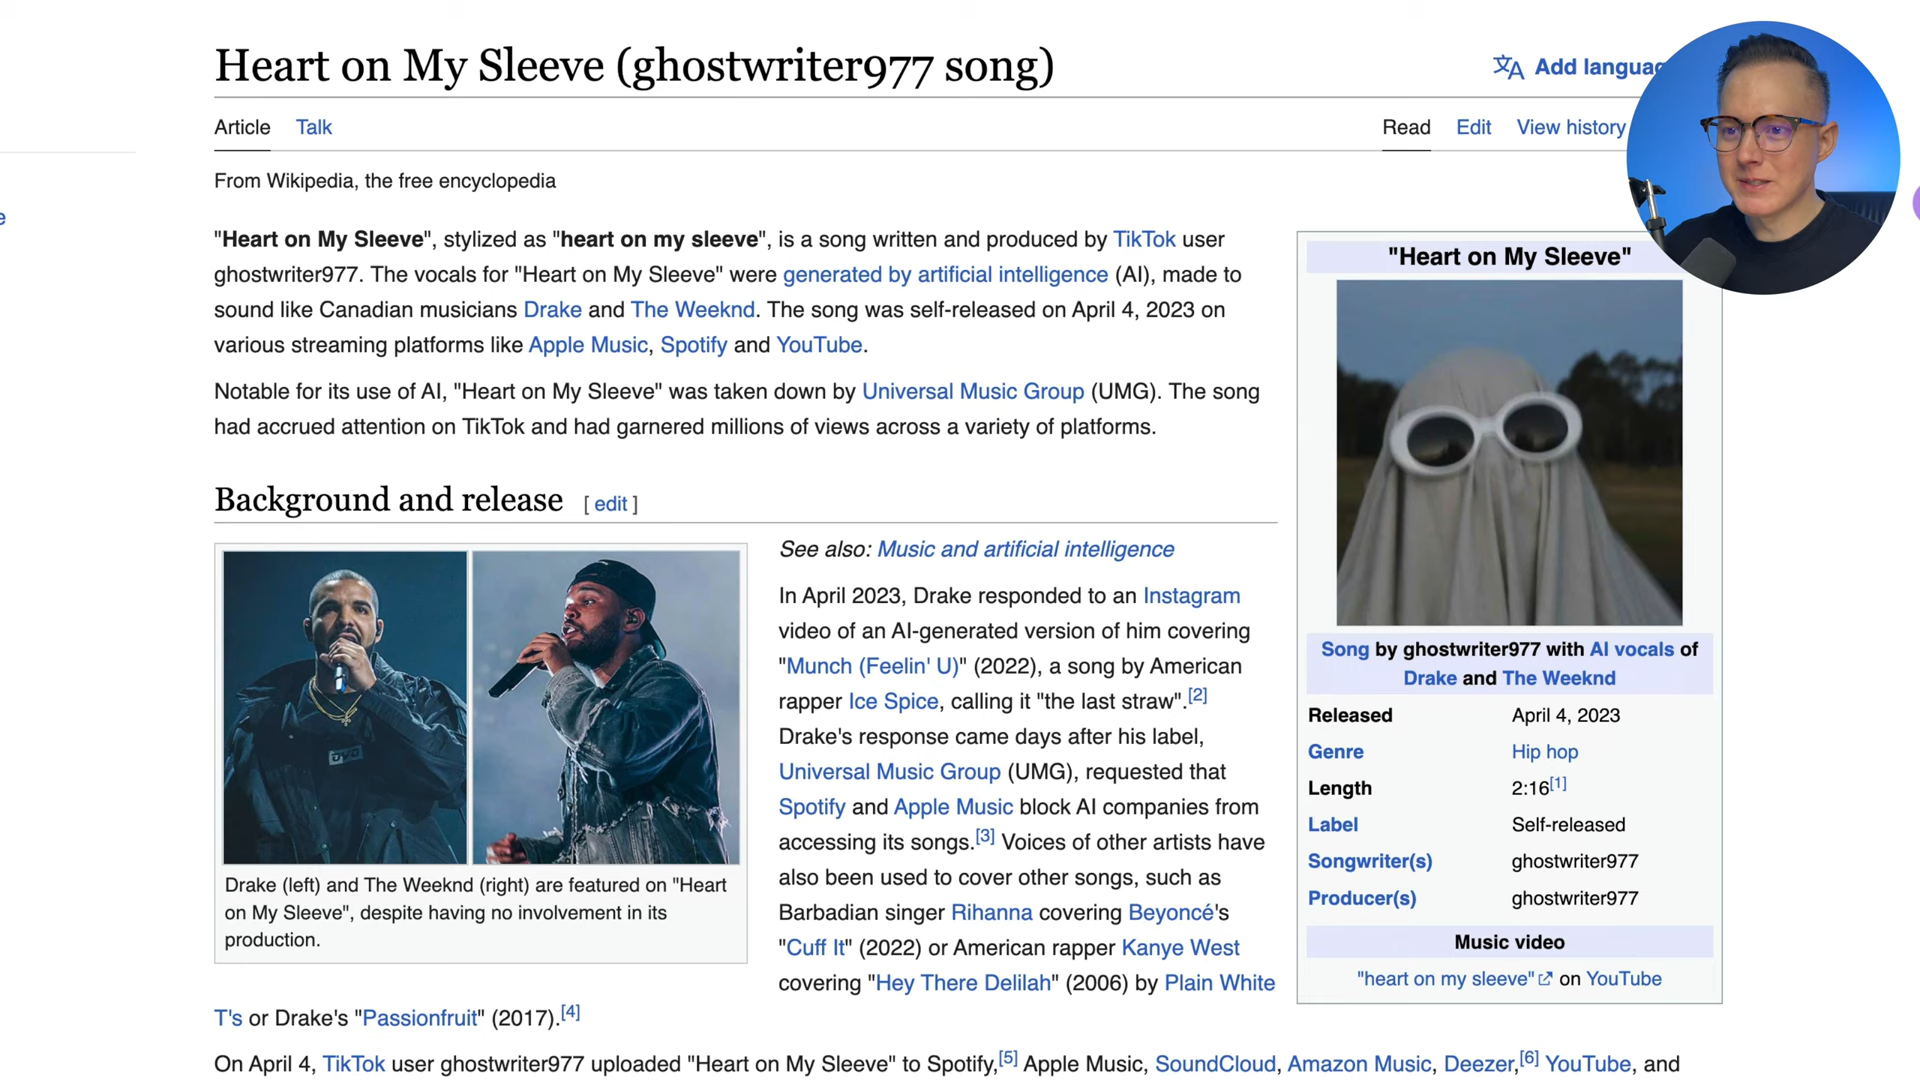 Heart on My Sleeve (ghostwriter977 song)
文A Add languag
Article Talk
Read Edit View history
e
From Wikipedia, the free encyclopedia
"Heart on My Sleeve", stylized as "heart on my sleeve", is a song written and produced by TikTok user
ghostwriter977. The vocals for "Heart on My Sleeve" were generated by artificial intelligence (AI), made to
sound like Canadian musicians Drake and The Weeknd. The song was self-released on April 4, 2023 on
various streaming platforms like Apple Music, Spotify and YouTube.
Notable for its use of AI, "Heart on My Sleeve" was taken down by Universal Music Group (UMG). The song
had accrued attention on TikTok and had garnered millions of views across a variety of platforms.
Background and release [ edit ]
Drake (left) and The Weeknd (right) are featured on "Heart
on My Sleeve", despite having no involvement in its
production.
See also: Music and artificial intelligence
In April 2023, Drake responded to an Instagram
video of an AI-generated version of him covering
"Munch (Feelin' U)" (2022), a song by American
rapper Ice Spice, calling it "the last straw".[2]
Drake's response came days after his label,
Universal Music Group (UMG), requested that
Spotify and Apple Music block AI companies from
accessing its songs.[3] Voices of other artists have
also been used to cover other songs, such as
Barbadian singer Rihanna covering Beyoncé's
"Cuff It" (2022) or American rapper Kanye West
covering "Hey There Delilah" (2006) by Plain White
T's or Drake's "Passionfruit" (2017).[4]
On April 4, TikTok user ghostwriter977 uploaded "Heart on My Sleeve" to Spotify,[5] Apple Music, SoundCloud, Amazon Music, Deezer,[6] YouTube, and
"Heart on My Sleeve"
Song by ghostwriter977 with AI vocals of
Drake and The Weeknd
Released April 4, 2023
Genre Hip hop
Length 2:16[1]
Label Self-released
Songwriter(s) ghostwriter977
Producer(s) ghostwriter977
Music video
"heart on my sleeve" on YouTube